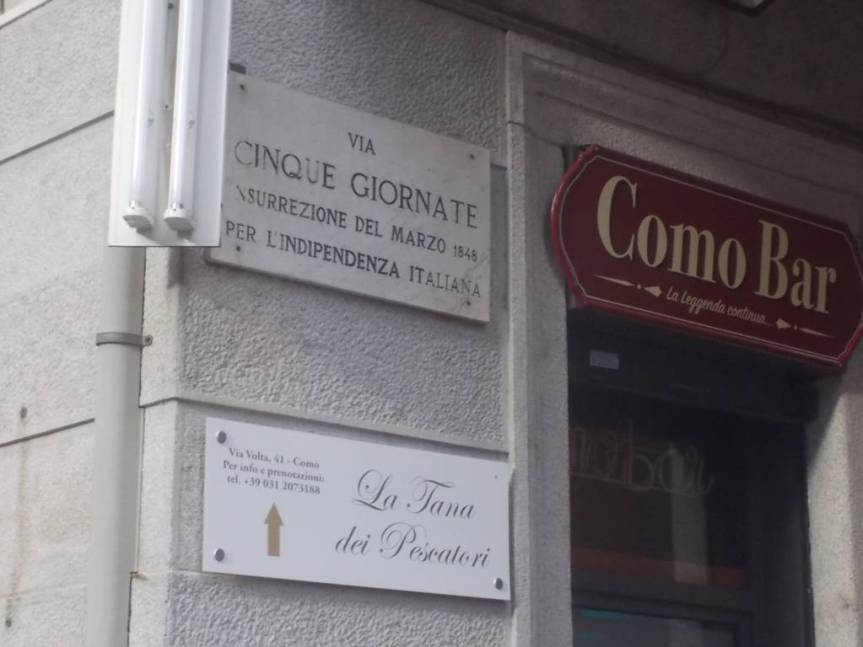 VIA
CINQUE GIORNATE
NSURREZIONE DEL MARZO 1848
PER L'INDIPENDENZA ITALIANA
Como Bar
La Leggenda continua...
Via Volta, 41 - Como
Per info e prenotazioni:
tel. +39 031 2073188
La Tana
dei Pescatori